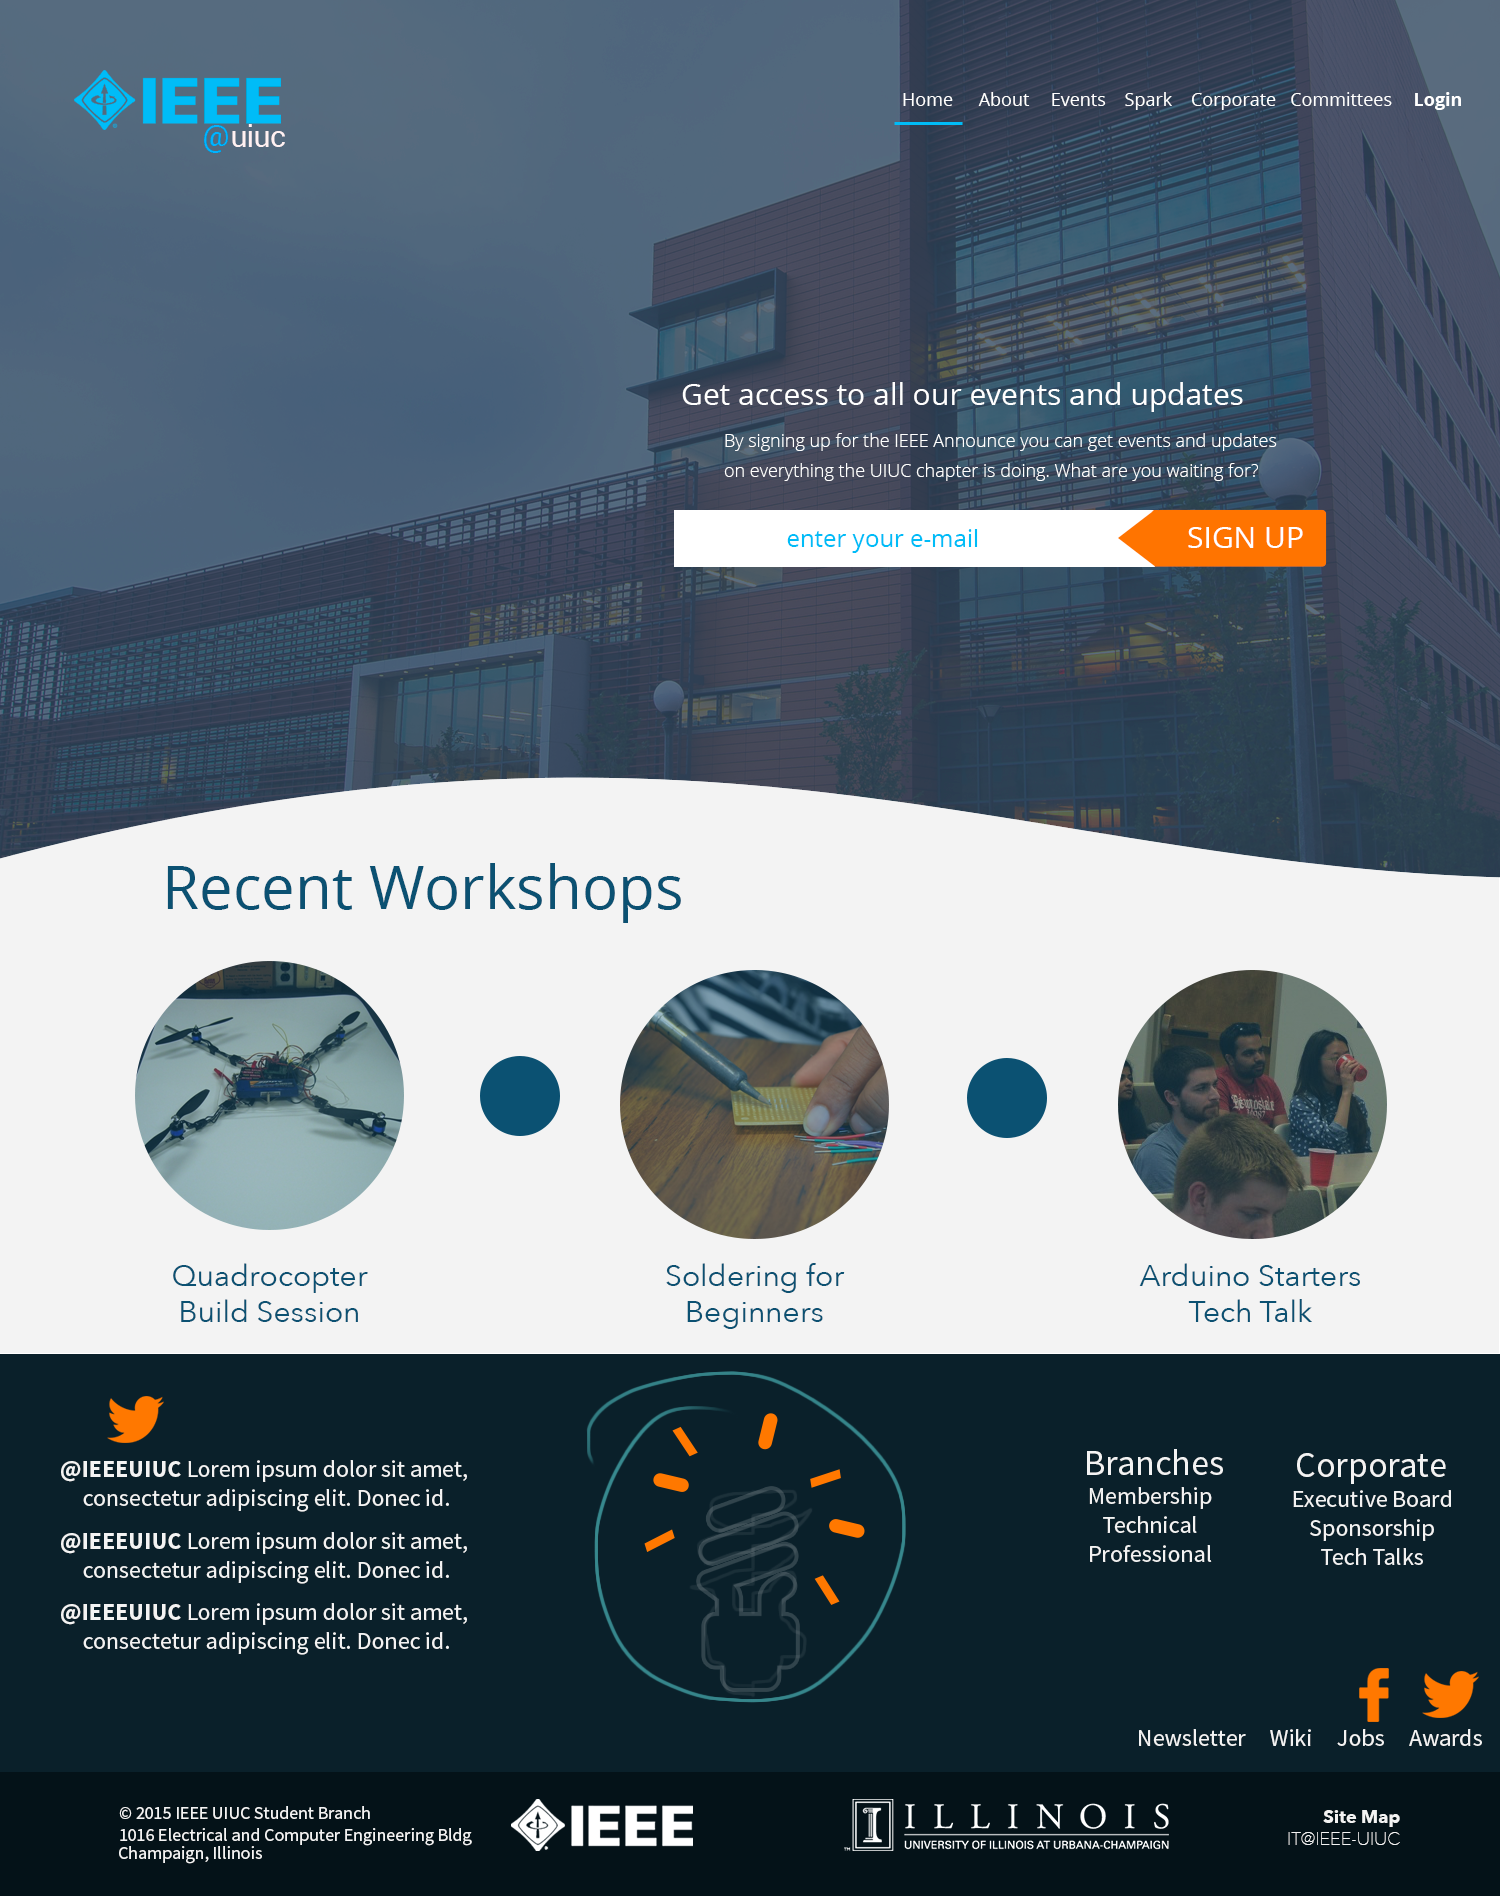 IEEE
@uiuc
Home About Events Spark Corporate Committees Login
Get access to all our events and updates
By signing up for the IEEE Announce you can get events and updates
on everything the UIUC chapter is doing. What are you waiting for?
enter your e-mail
SIGN UP
Recent Workshops
Quadrocopter
Build Session
Soldering for
Beginners
Arduino Starters
Tech Talk
@IEEEUIUC Lorem ipsum dolor sit amet,
consectetur adipiscing elit. Donec id.
@IEEEUIUC Lorem ipsum dolor sit amet,
consectetur adipiscing elit. Donec id.
@IEEEUIUC Lorem ipsum dolor sit amet,
consectetur adipiscing elit. Donec id.
Branches
Membership
Technical
Professional
Corporate
Executive Board
Sponsorship
Tech Talks
Newsletter Wiki Jobs Awards
© 2015 IEEE UIUC Student Branch
1016 Electrical and Computer Engineering Bldg
Champaign, Illinois
IEEE
I ILLINOIS
UNIVERSITY OF ILLINOIS AT URBANA-CHAMPAIGN
TM
Site Map
IT@IEEE-UIUC